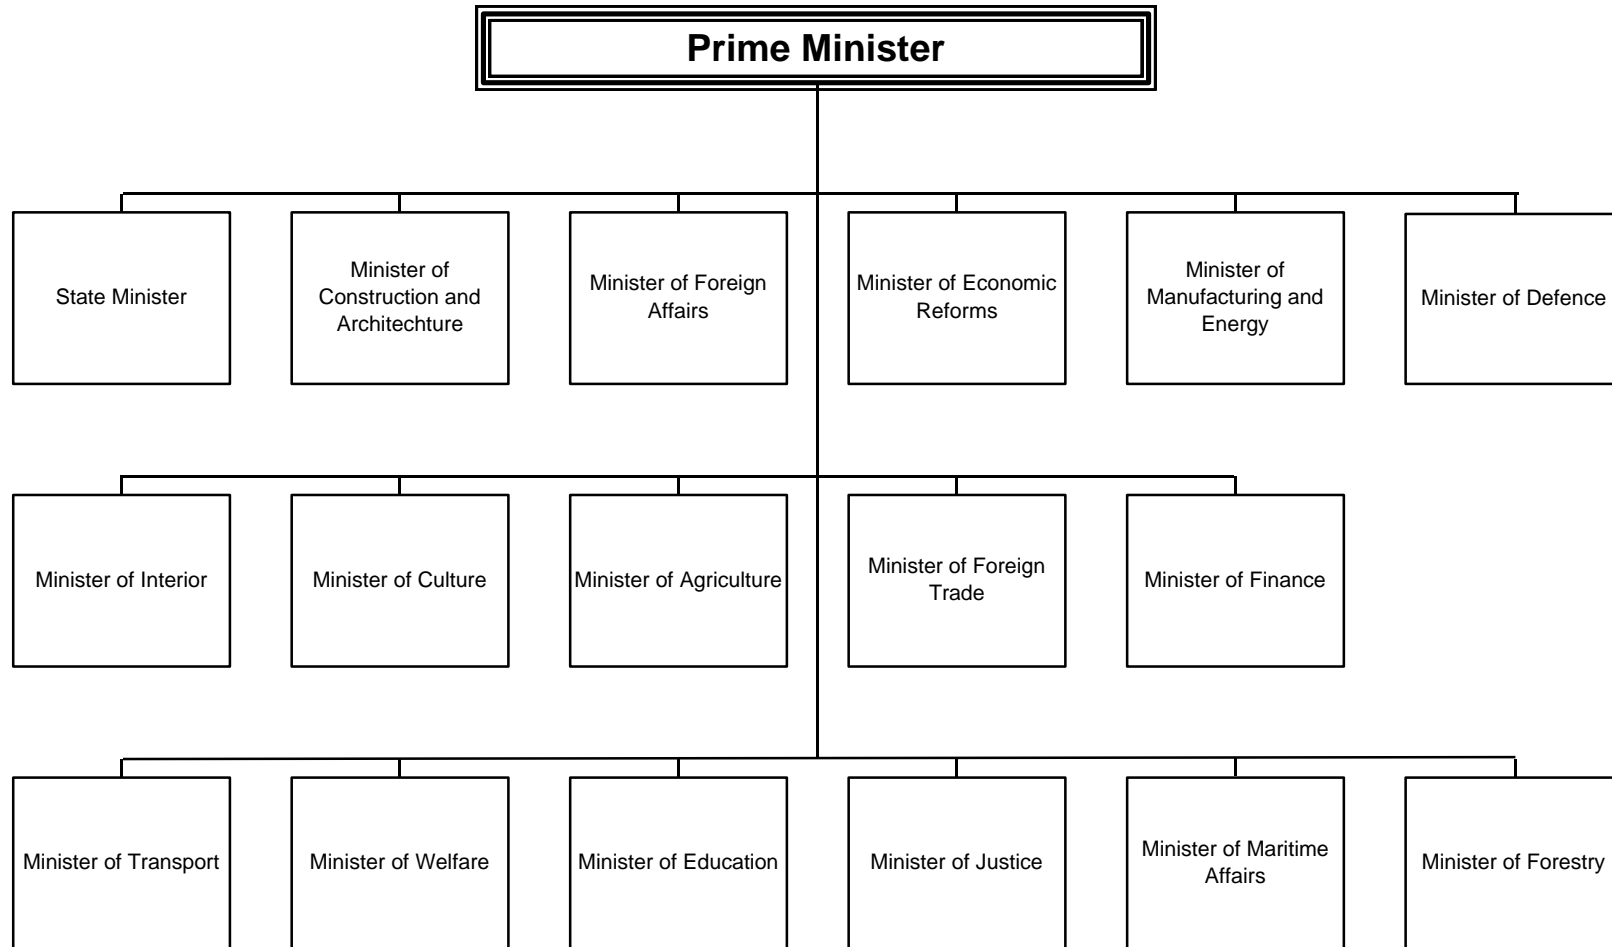 Prime Minister
State Minister
Minister of
Construction and
Architechture
Minister of Foreign
Affairs
Minister of Economic
Reforms
Minister of
Manufacturing and
Energy
Minister of Defence
Minister of Interior
Minister of Culture
Minister of Agriculture
Minister of Foreign
Trade
Minister of Finance
Minister of Transport
Minister of Welfare
Minister of Education
Minister of Justice
Minister of Maritime
Affairs
Minister of Forestry